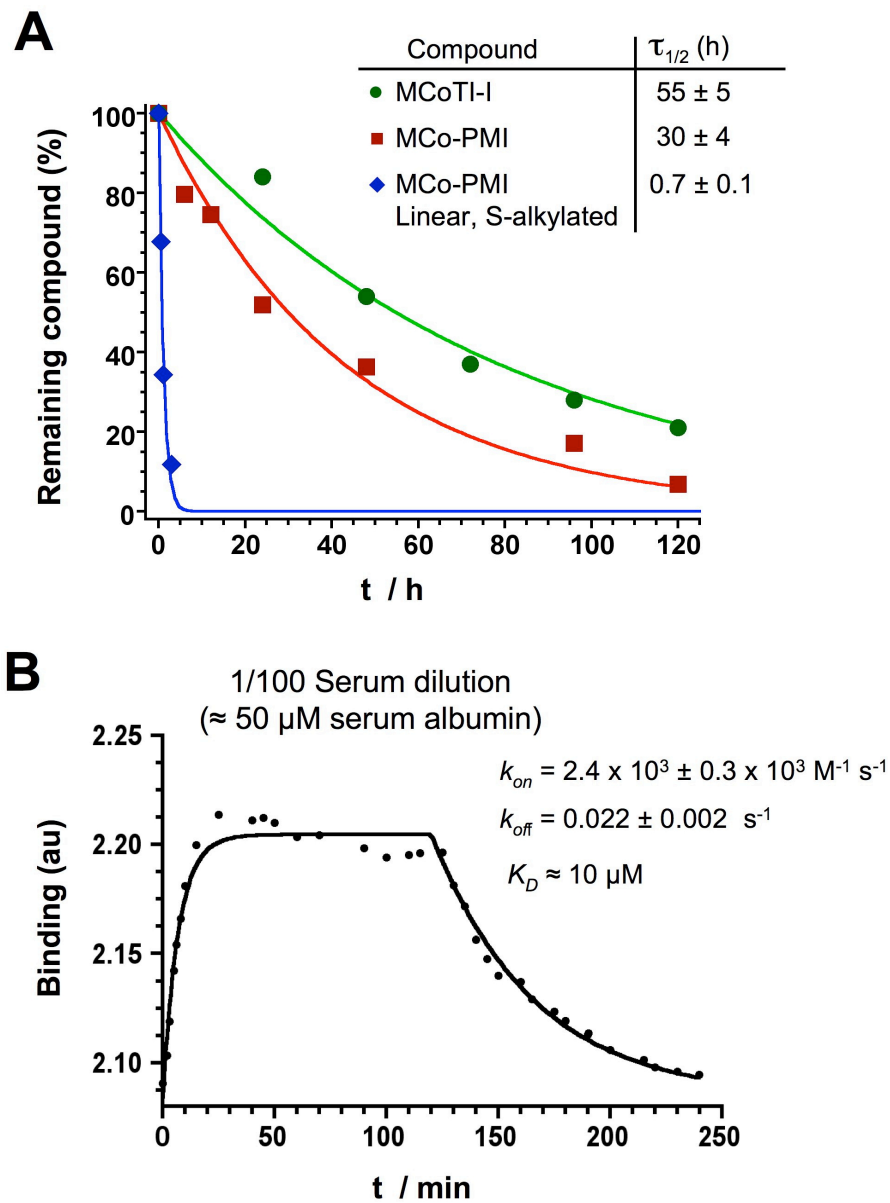 A
Compound τ1/2 (h)
MCoTI-I 55 ± 5
MCo-PMI 30 ± 4
MCo-PMI 0.7 ± 0.1
Linear, S-alkylated
Remaining compound (%)
100
80
60
40
20
0
0 20 40 60 80 100 120
t / h
B
1/100 Serum dilution
(≈ 50 µM serum albumin)
kon = 2.4 x 10³ ± 0.3 x 10³ M⁻¹ s⁻¹
koff = 0.022 ± 0.002 s⁻¹
KD ≈ 10 µM
Binding (au)
2.25
2.20
2.15
2.10
0 50 100 150 200 250
t / min